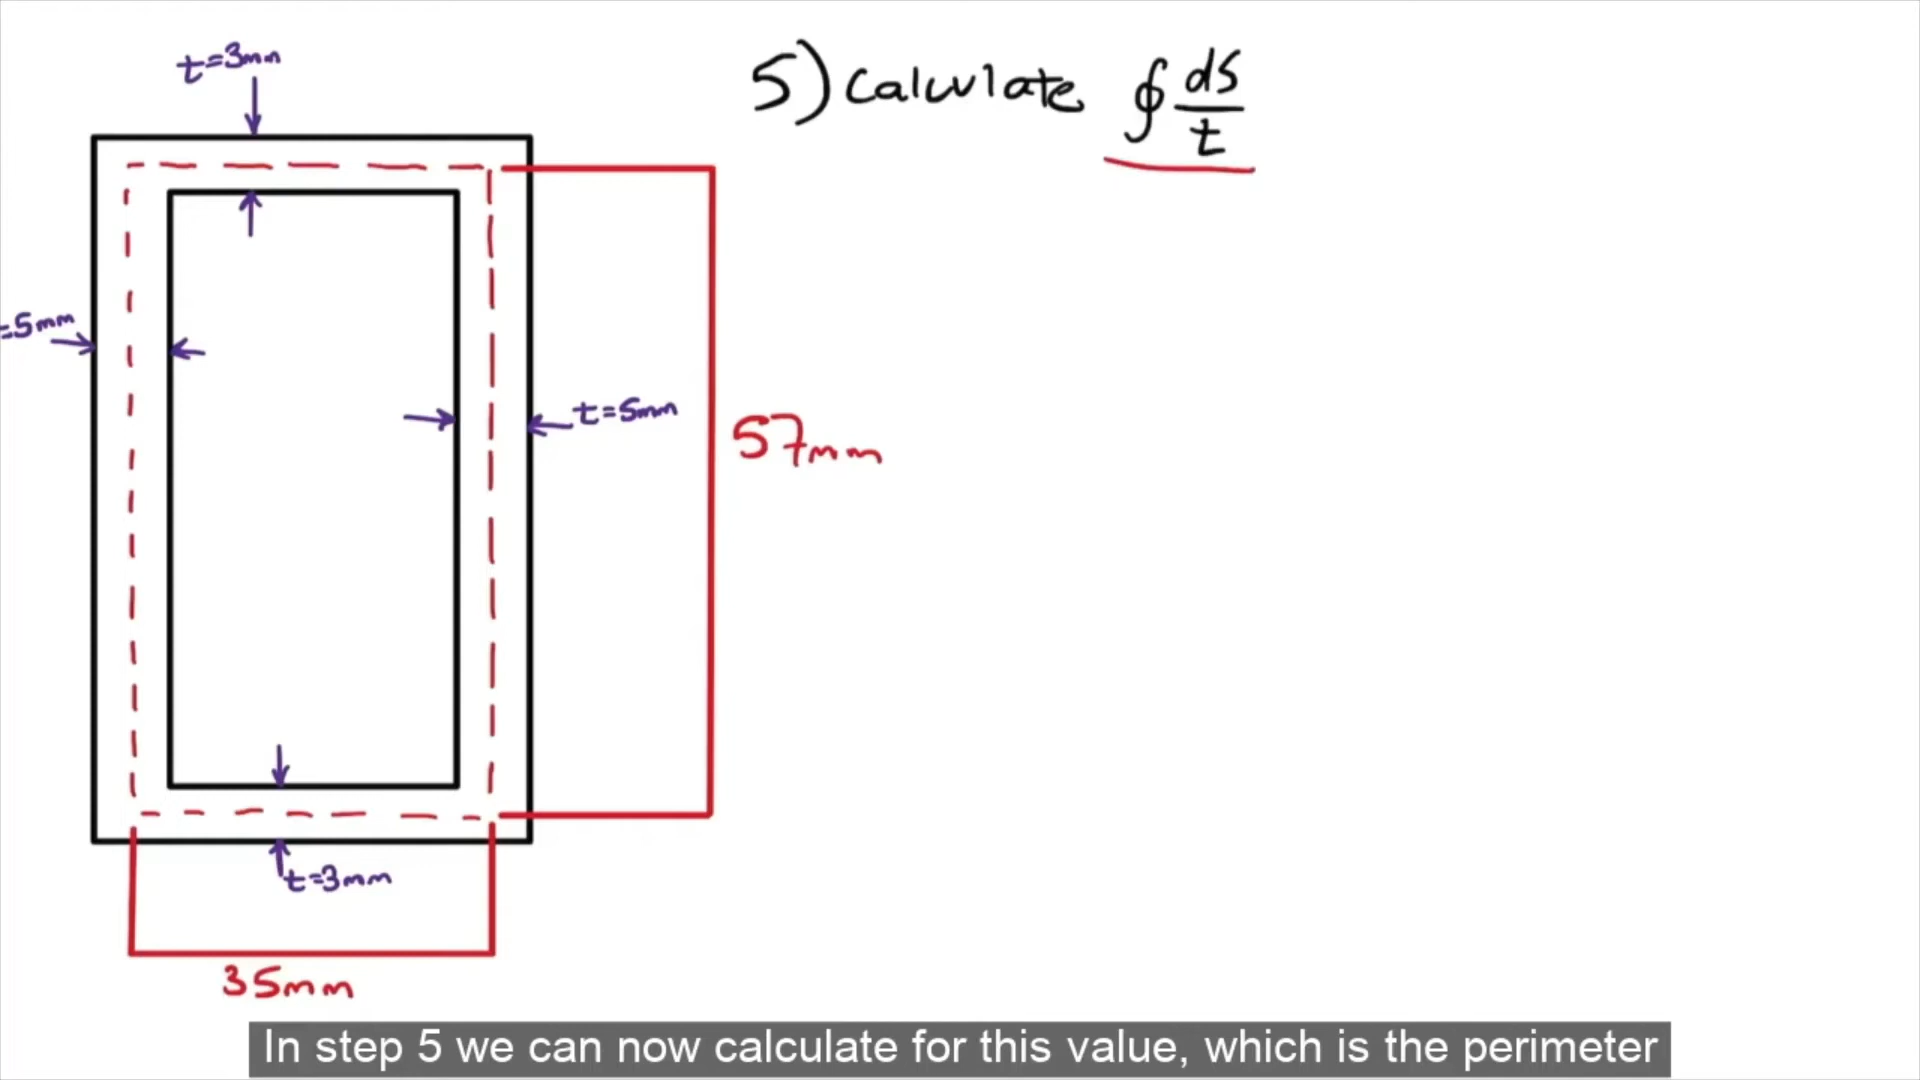 t=3mm
5) Calculate ∮ dS/t
=5mm
t=5mm
57mm
t=3mm
35mm
In step 5 we can now calculate for this value, which is the perimeter